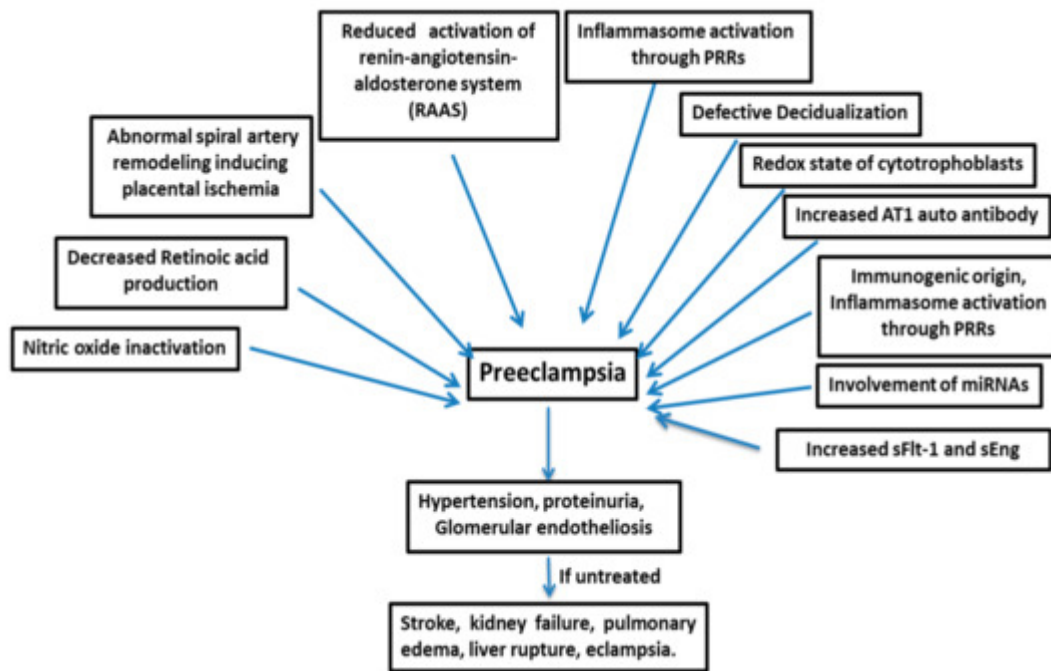 Reduced activation of
renin-angiotensin-
aldosterone system
(RAAS)
Inflammasome activation
through PRRs
Defective Decidualization
Abnormal spiral artery
remodeling inducing
placental ischemia
Redox state of cytotrophoblasts
Increased AT1 auto antibody
Decreased Retinoic acid
production
Immunogenic origin,
Inflammasome activation
through PRRs
Nitric oxide inactivation
Preeclampsia
Involvement of miRNAs
Increased sFlt-1 and sEng
Hypertension, proteinuria,
Glomerular endotheliosis
If untreated
Stroke, kidney failure, pulmonary
edema, liver rupture, eclampsia.